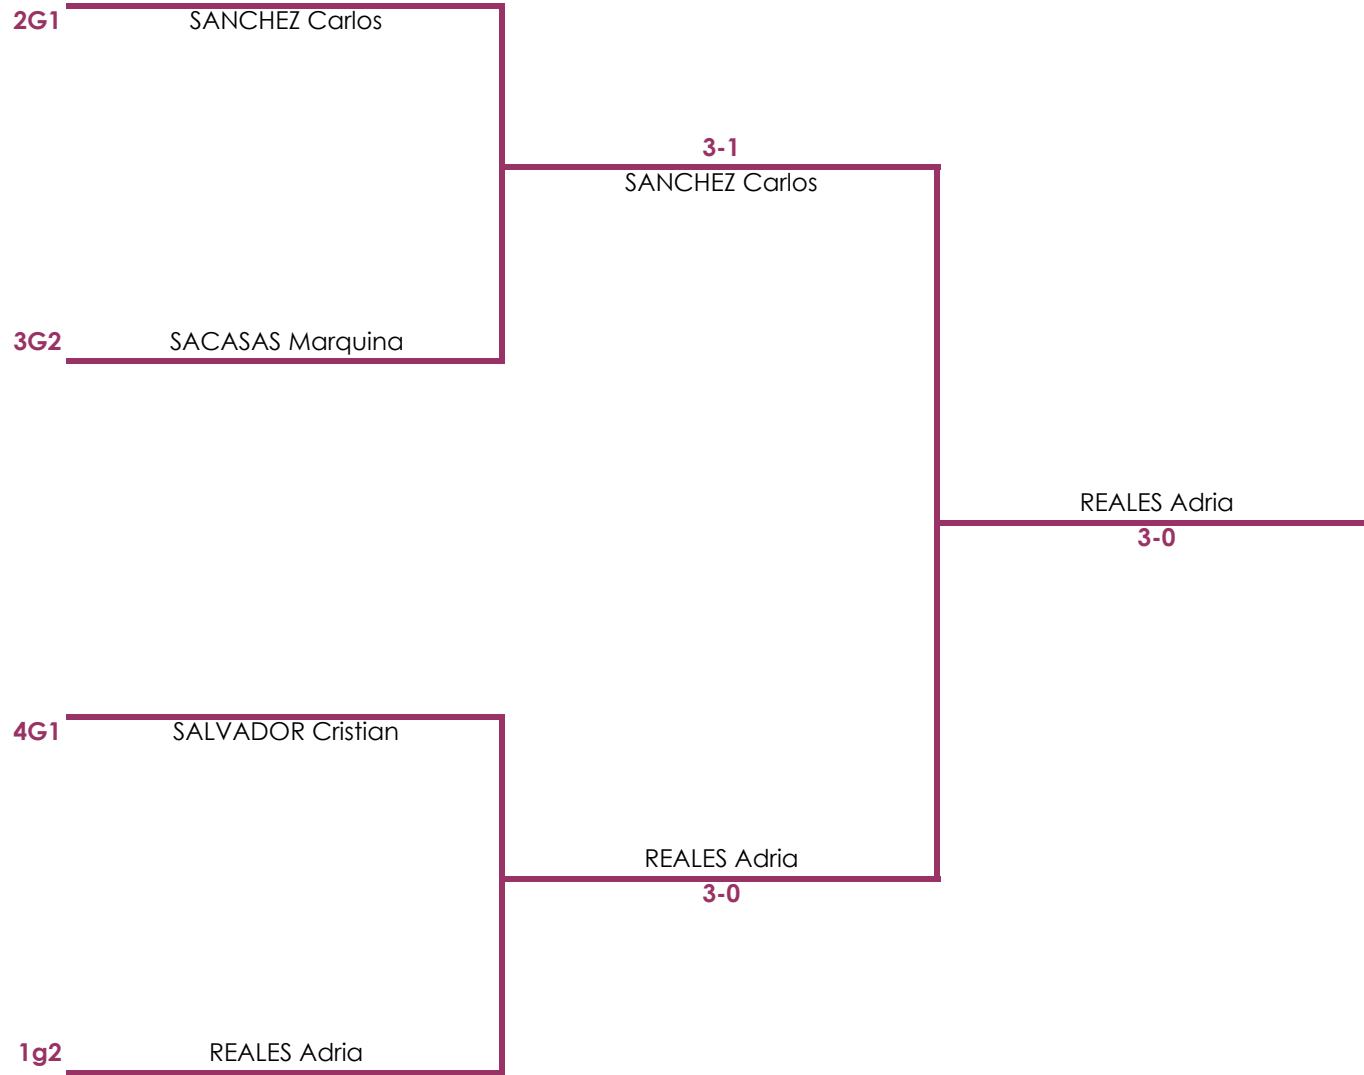 2G1
SANCHEZ Carlos
3-1
SANCHEZ Carlos
3G2
SACASAS Marquina
REALES Adria
3-0
4G1
SALVADOR Cristian
REALES Adria
3-0
1g2
REALES Adria